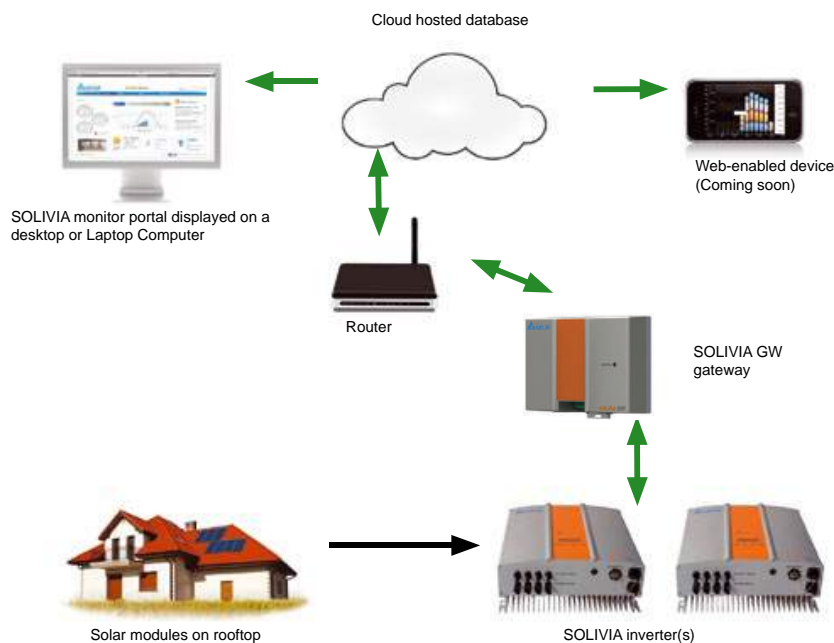 Cloud hosted database
Web-enabled device
(Coming soon)
SOLIVIA monitor portal displayed on a
desktop or Laptop Computer
Router
SOLIVIA GW
gateway
Solar modules on rooftop
SOLIVIA inverter(s)